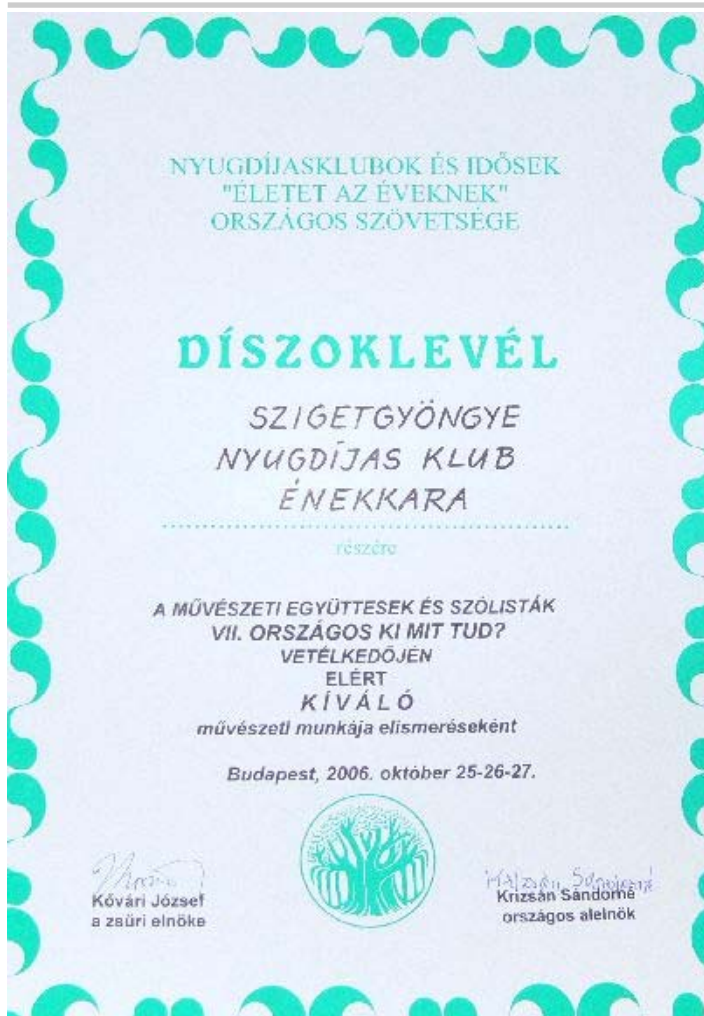 NYUGDÍJASKLUBOK ÉS IDŐSEK
"ÉLETET AZ ÉVEKNEK"
ORSZÁGOS SZÖVETSÉGE
DÍSZOKLEVÉL
SZIGETGYÖNGYE
NYUGDÍJAS KLUB
ÉNEKKARA
részére
A MŰVÉSZETI EGYÜTTESEK ÉS SZÓLISTÁK
VII. ORSZÁGOS KI MIT TUD?
VETÉLKEDŐJÉN
ELÉRT
KÍVÁLÓ
művészeti munkája elismeréseként
Budapest, 2006. október 25-26-27.
Kővári József
a zsűri elnöke
Krizsán Sándorné
országos alelnök